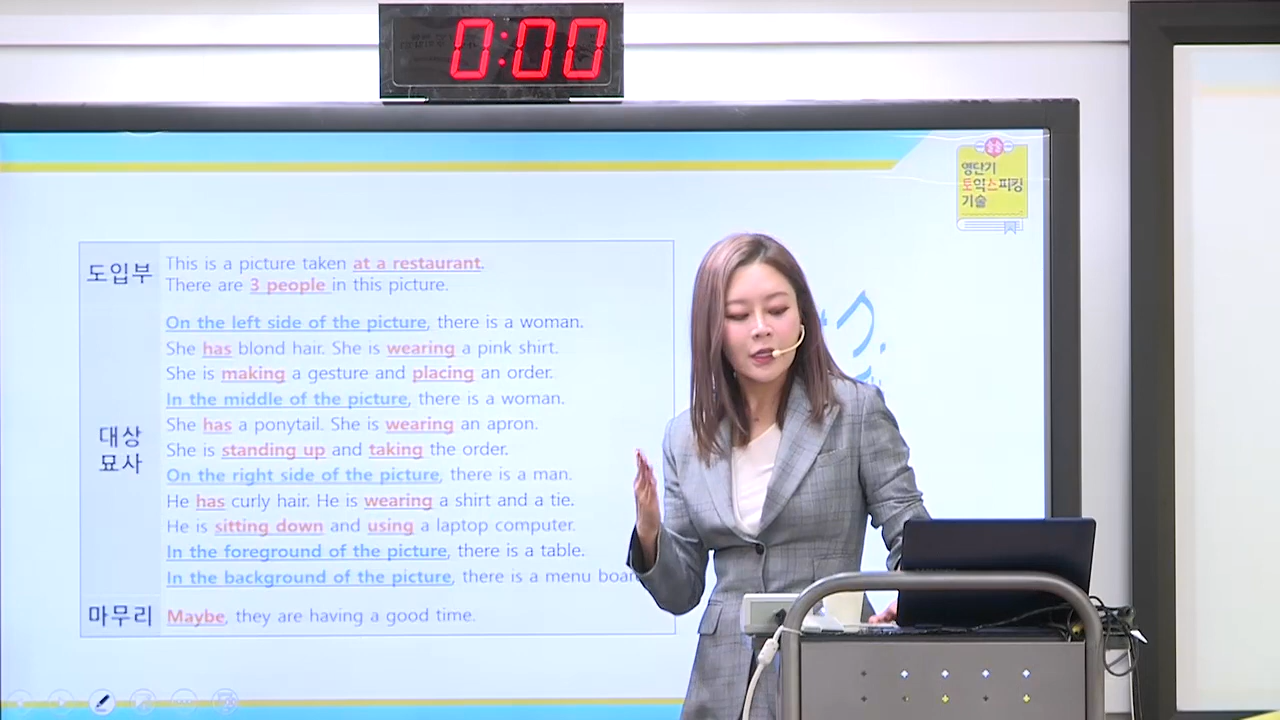 0:00
영단기
토익스피킹
기술
도입부
This is a picture taken at a restaurant.
There are 3 people in this picture.
대상
묘사
On the left side of the picture, there is a woman.
She has blond hair. She is wearing a pink shirt.
She is making a gesture and placing an order.
In the middle of the picture, there is a woman.
She has a ponytail. She is wearing an apron.
She is standing up and taking the order.
On the right side of the picture, there is a man.
He has curly hair. He is wearing a shirt and a tie.
He is sitting down and using a laptop computer.
In the foreground of the picture, there is a table.
In the background of the picture, there is a menu boar
마무리
Maybe, they are having a good time.